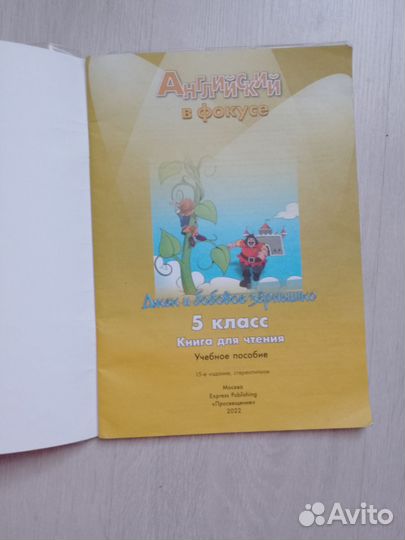 Английский
в фокусе
Джек и бобовое зёрнышко
5 класс
Книга для чтения
Учебное пособие
15-е издание, стереотипное
Москва
Express Publishing
«Просвещение»
2022
Avito